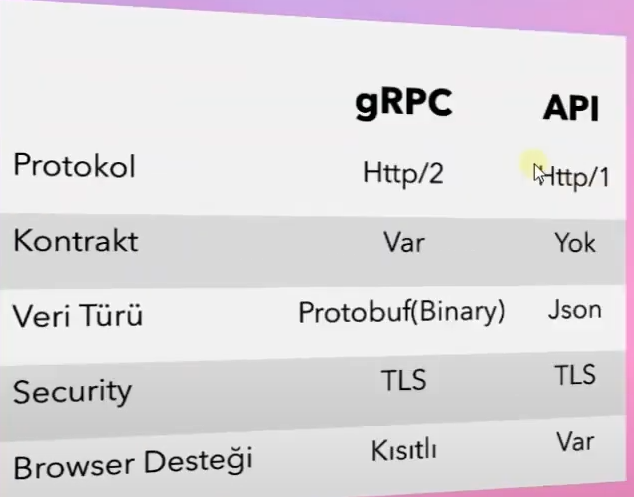 gRPC API
Protokol Http/2 Http/1
Kontrakt Var Yok
Veri Türü Protobuf(Binary) Json
Security TLS TLS
Browser Desteği Kısıtlı Var